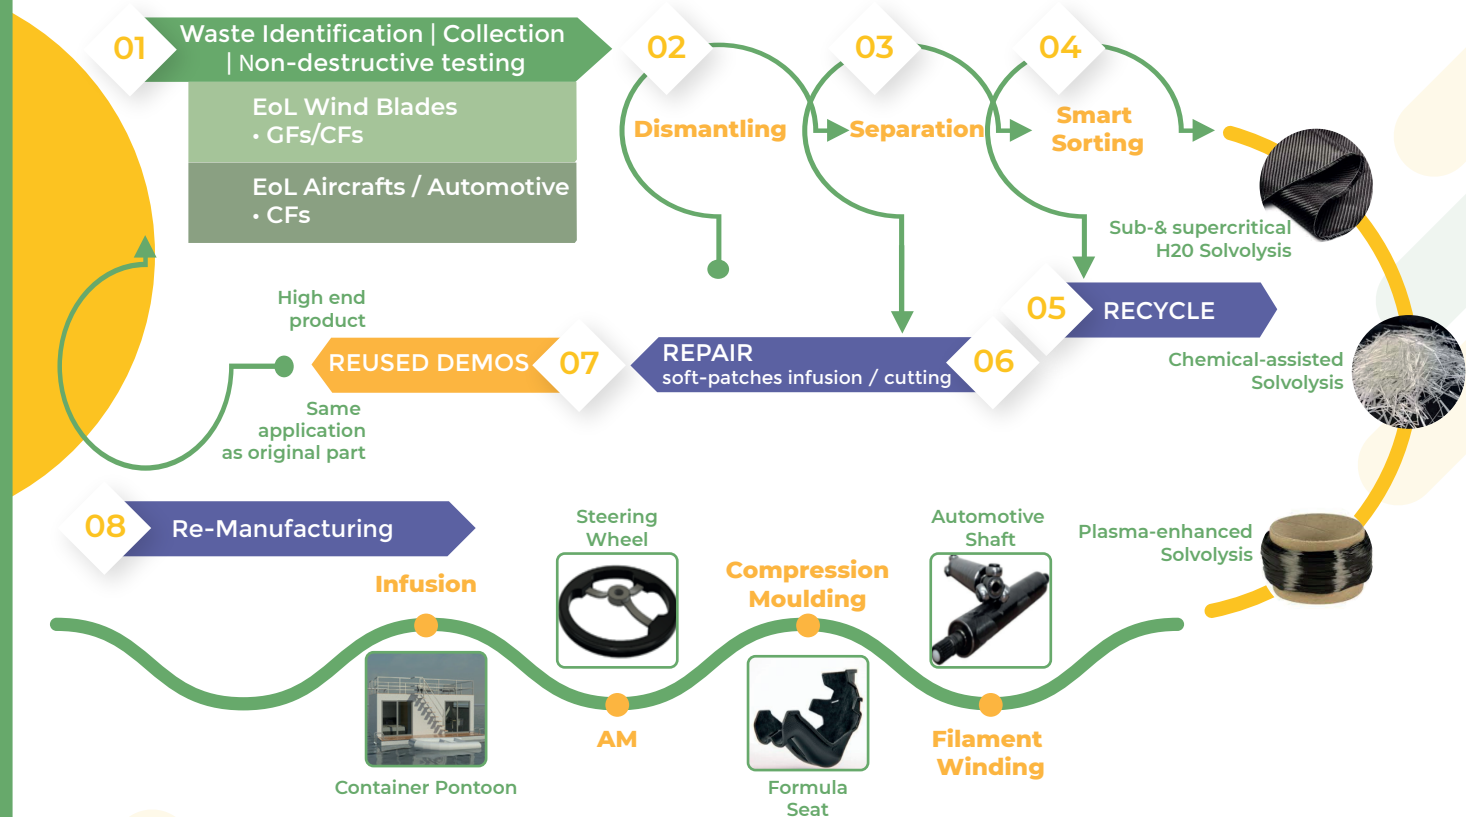 01
Waste Identification | Collection
| Non-destructive testing
EoL Wind Blades
• GFs/CFs
EoL Aircrafts / Automotive
• CFs
02
Dismantling
03
Separation
04
Smart
Sorting
Sub-& supercritical
H20 Solvolysis
Chemical-assisted
Solvolysis
Plasma-enhanced
Solvolysis
05
RECYCLE
06
REPAIR
soft-patches infusion / cutting
07
REUSED DEMOS
High end
product
Same
application
as original part
08
Re-Manufacturing
Infusion
Container Pontoon
Steering
Wheel
AM
Compression
Moulding
Formula
Seat
Automotive
Shaft
Filament
Winding